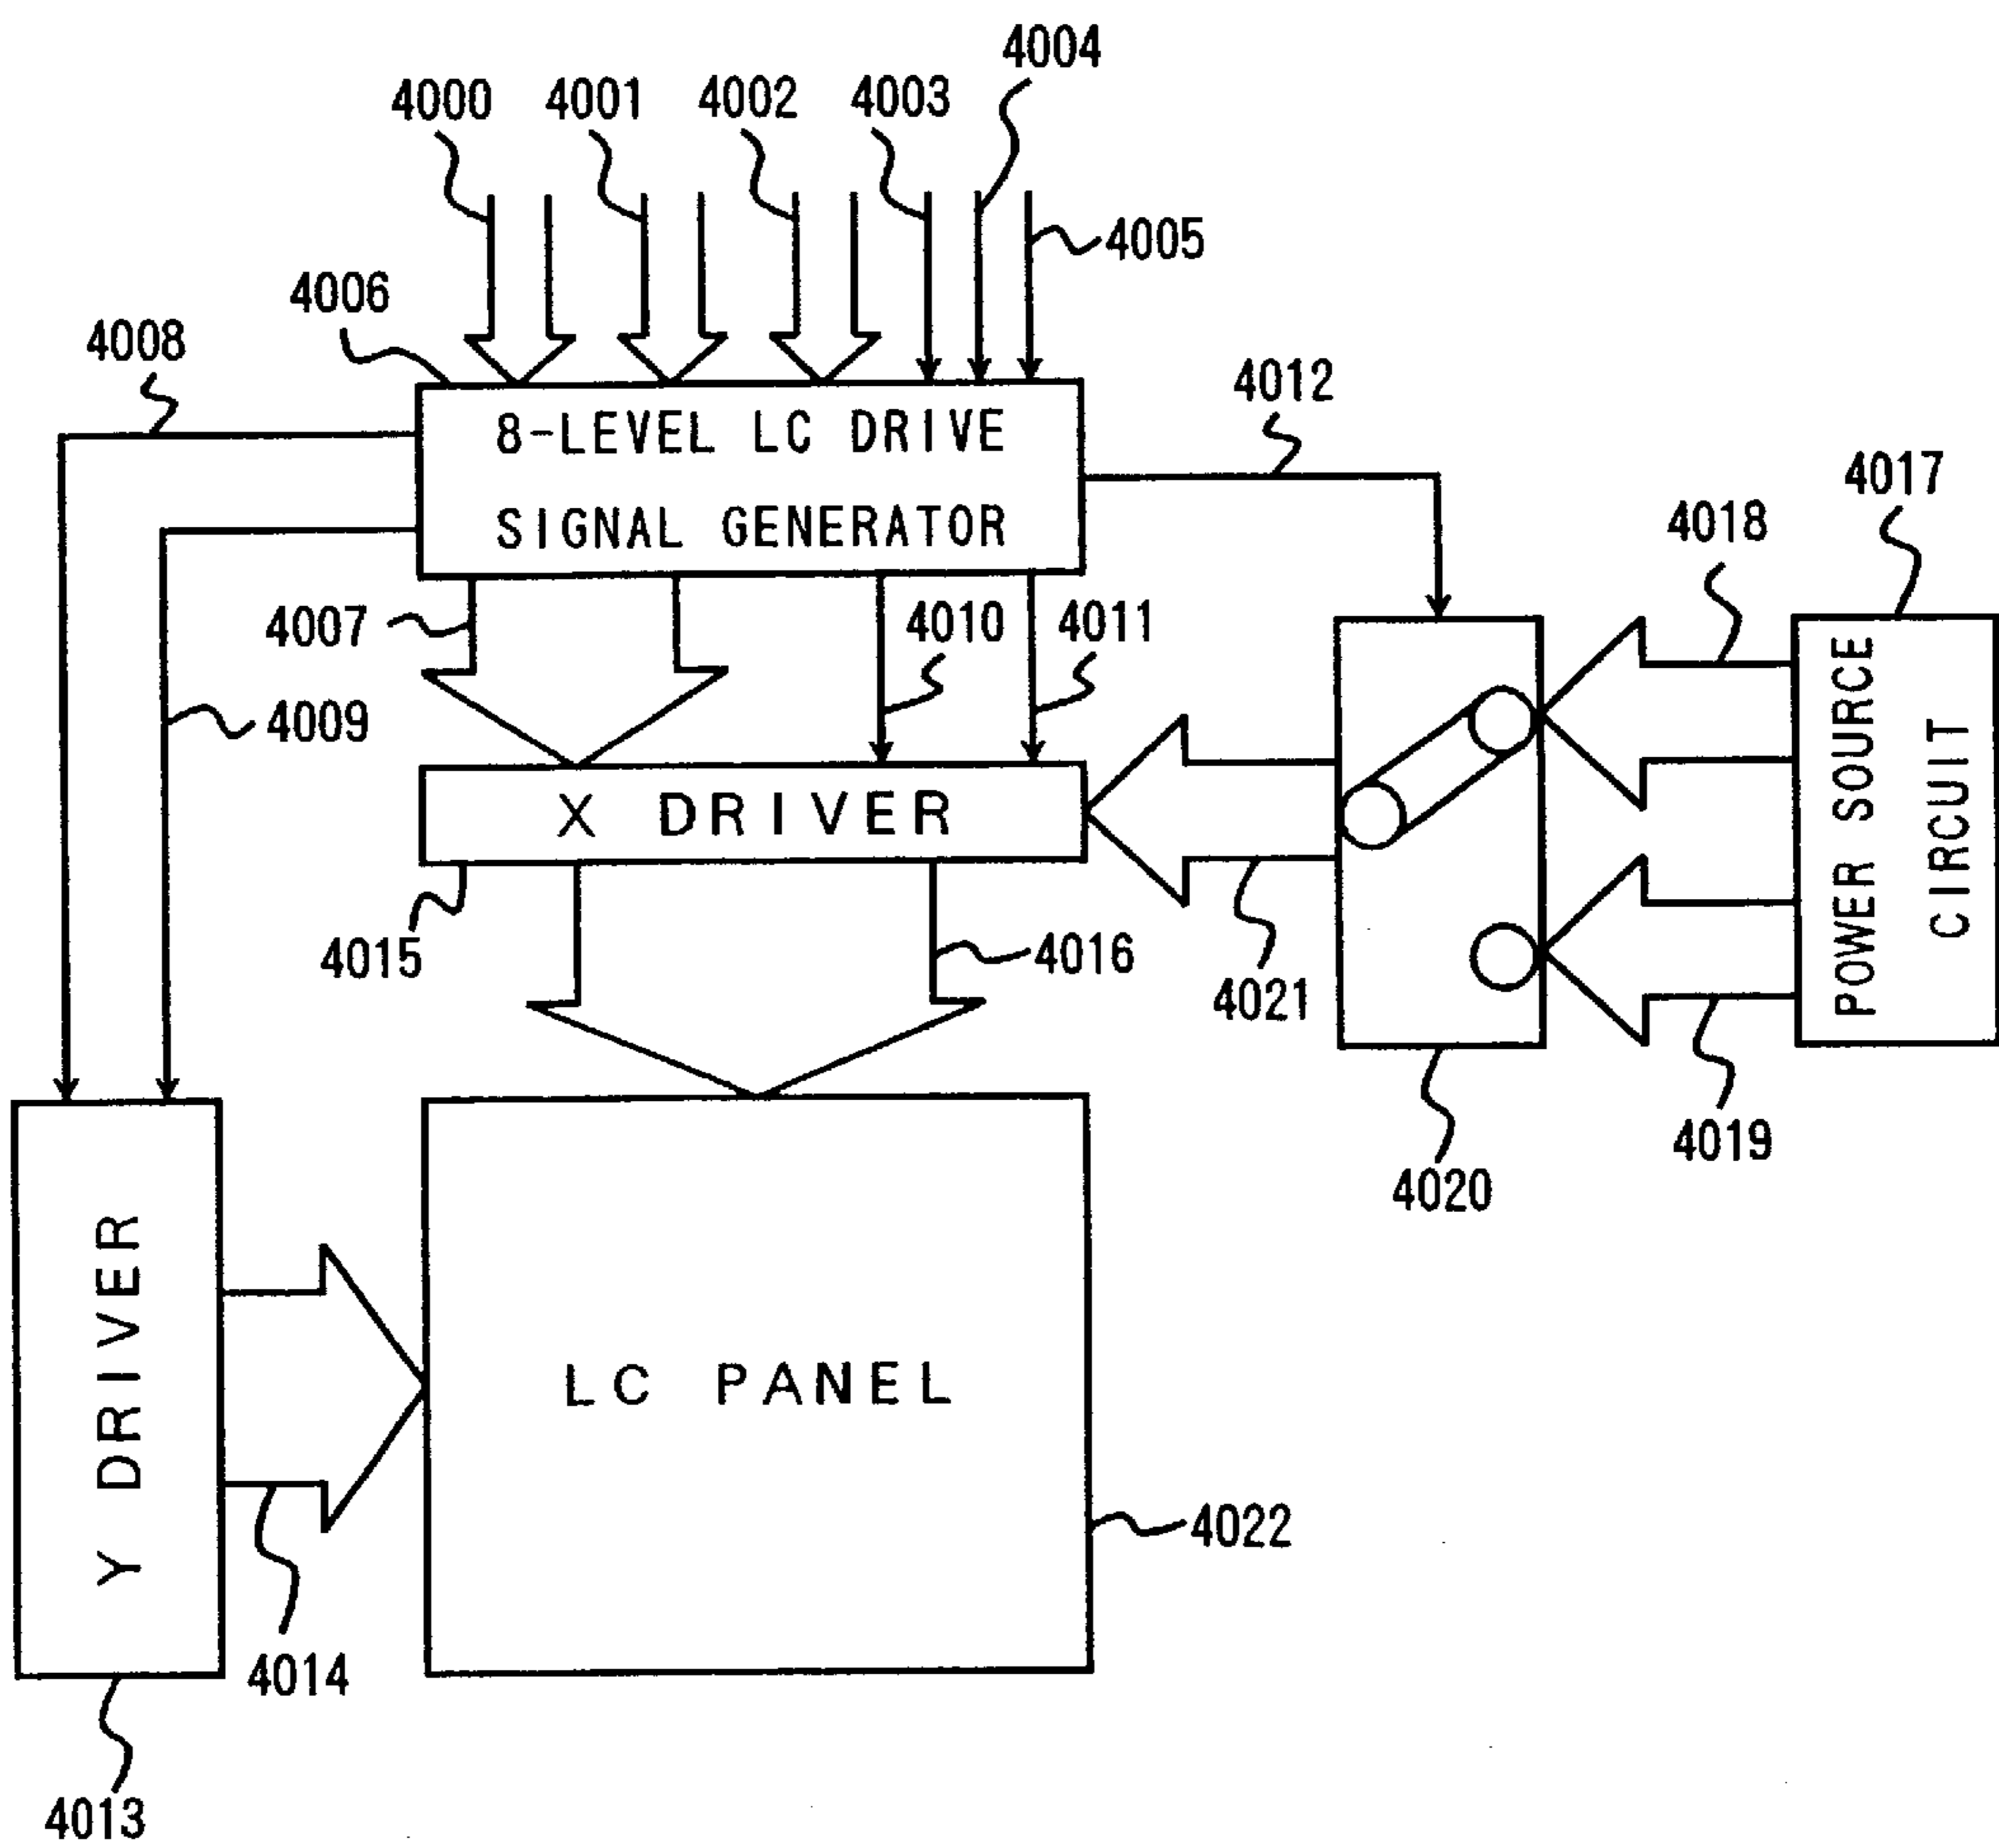 4004
4000 4001 4002 4003
4005
4006
4008
4012
8-LEVEL LC DRIVE
SIGNAL GENERATOR
4017
4018
4007
4010 4011
4009
POWER SOURCE
CIRCUIT
X DRIVER
4015
4016
4021
4019
4020
Y DRIVER
LC PANEL
4022
4014
4013